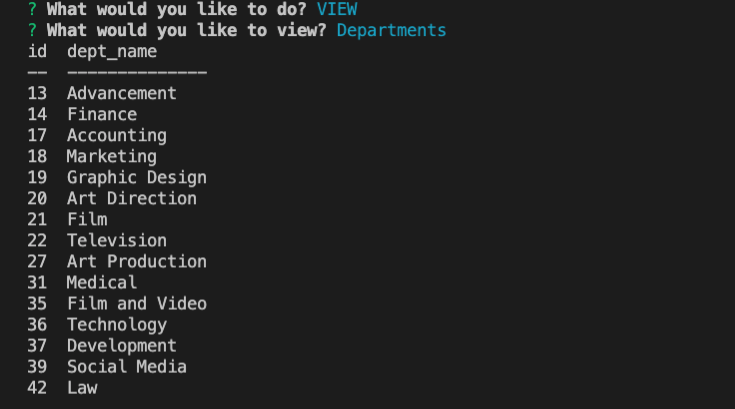 ? What would you like to do? VIEW
? What would you like to view? Departments
id  dept_name
--  --------------
13  Advancement
14  Finance
17  Accounting
18  Marketing
19  Graphic Design
20  Art Direction
21  Film
22  Television
27  Art Production
31  Medical
35  Film and Video
36  Technology
37  Development
39  Social Media
42  Law